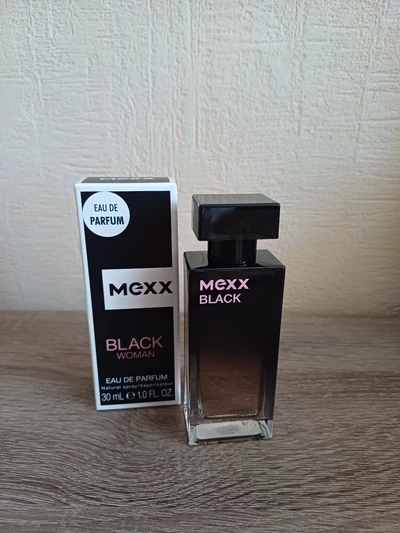 EAU DE
PARFUM
Mexx
BLACK
WOMAN
EAU DE PARFUM
Natural spray/Vaporisateur
30 mL ℮ 1.0 FL. OZ.
Mexx
BLACK